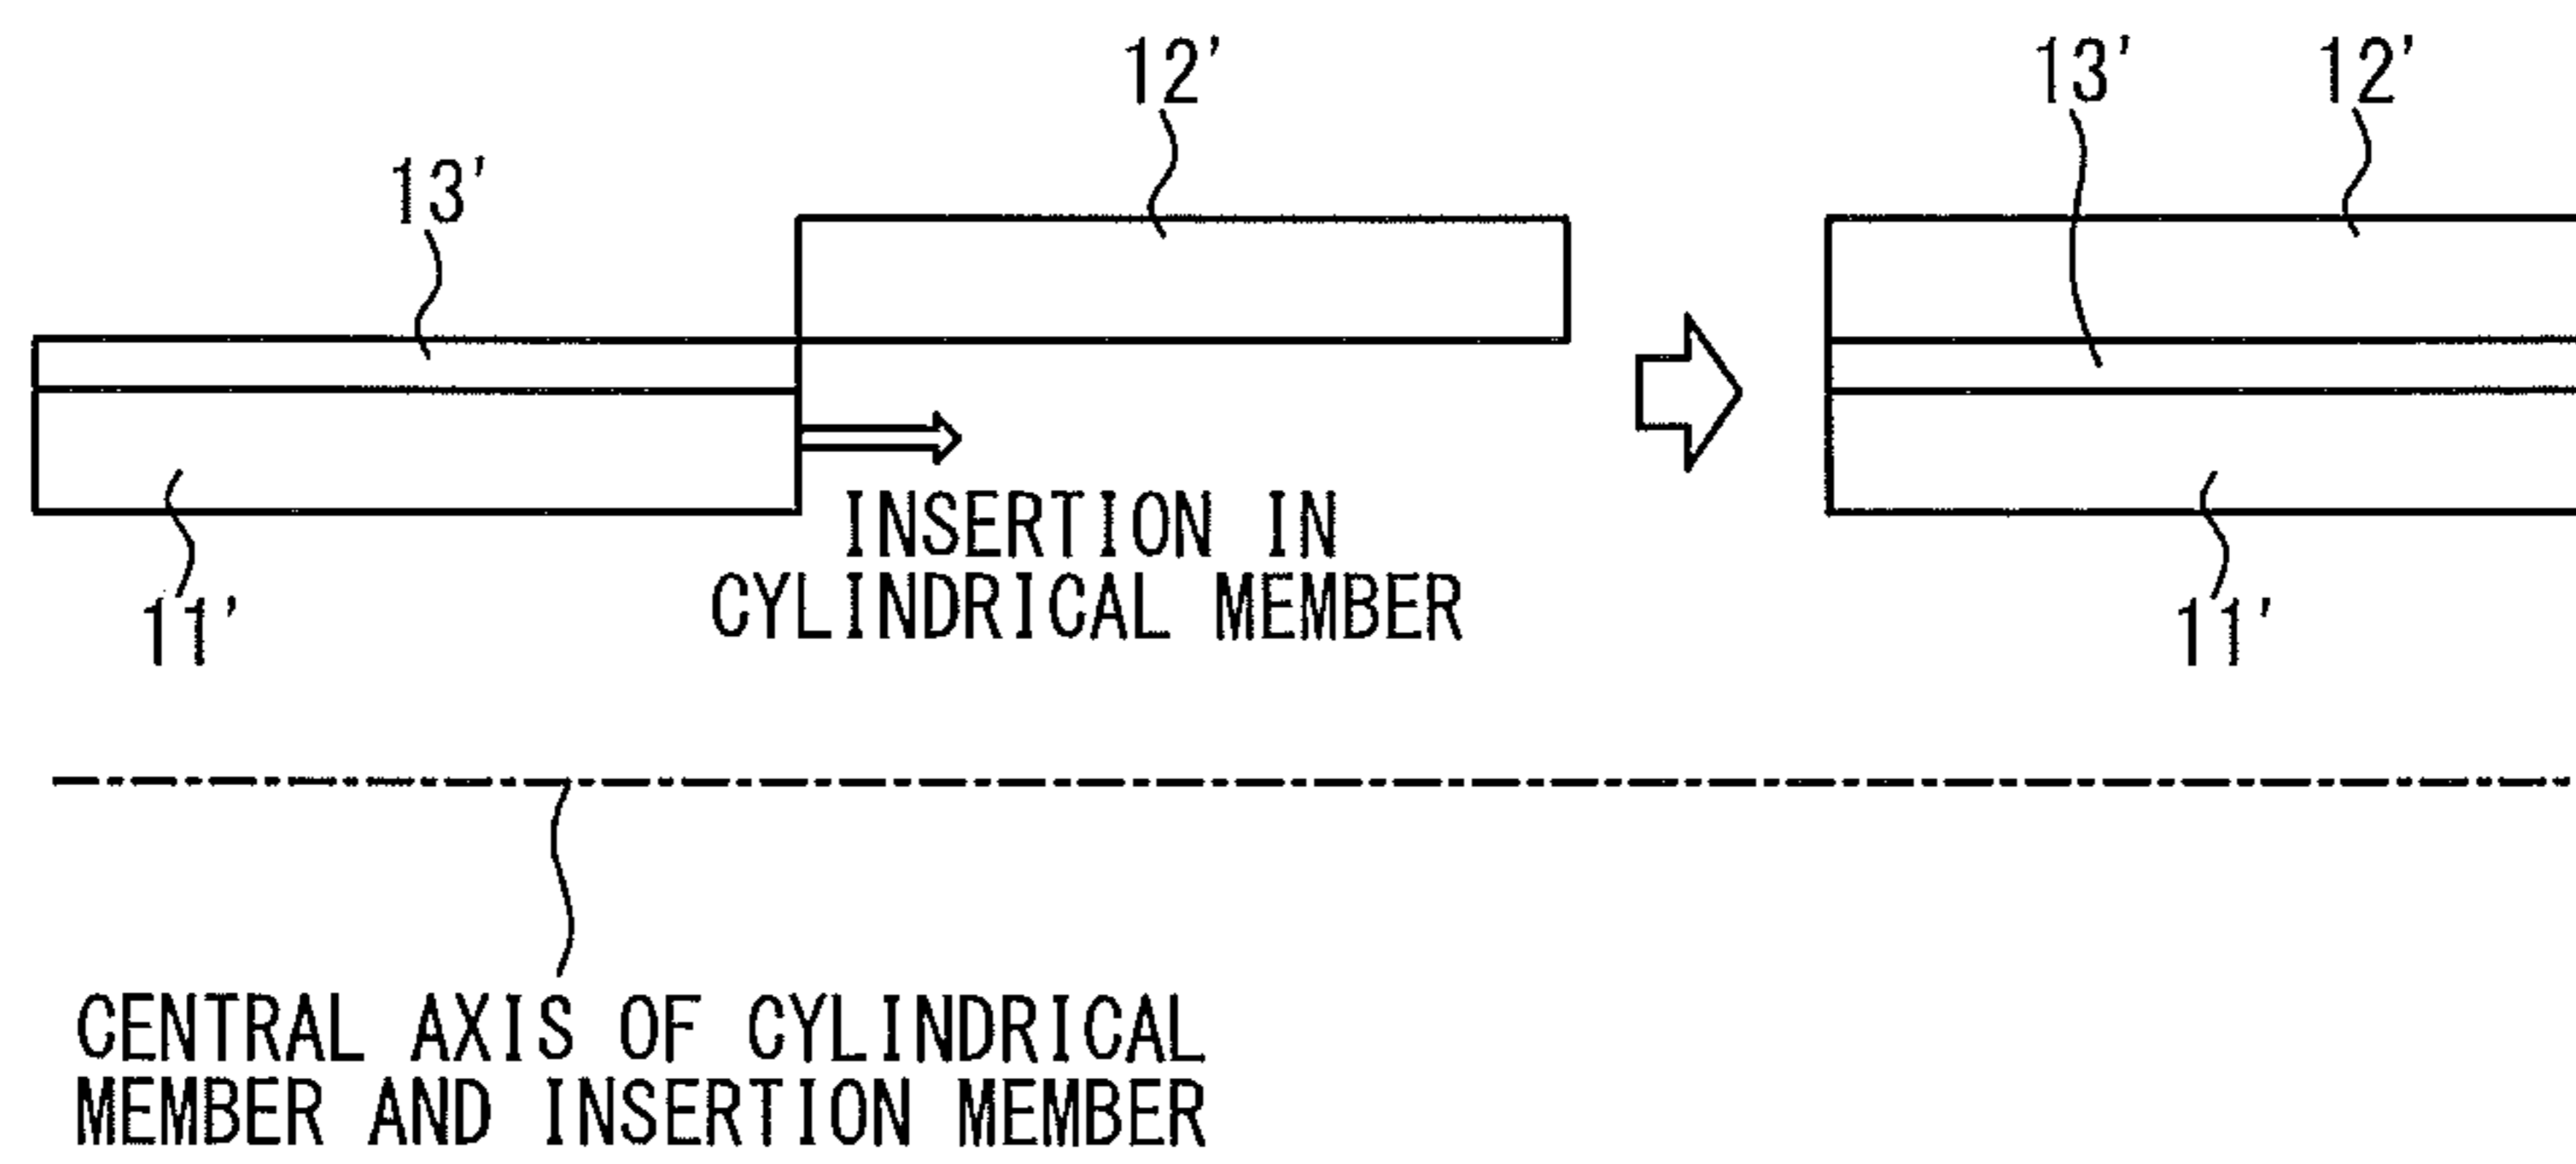 12'
13'
12'
13'
INSERTION IN
CYLINDRICAL MEMBER
11'
11'
CENTRAL AXIS OF CYLINDRICAL
MEMBER AND INSERTION MEMBER